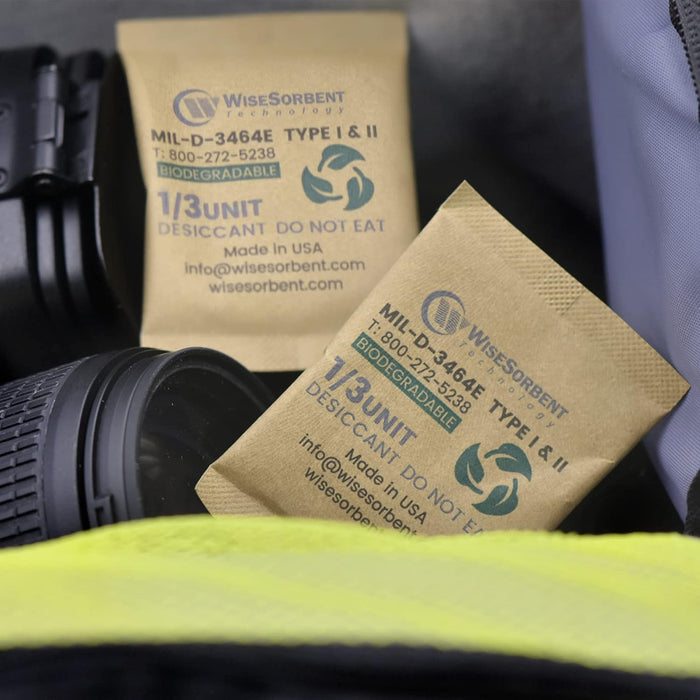 WISESORBENT
Technology
MIL-D-3464E TYPE I & II
T: 800-272-5238
BIODEGRADABLE
1/3UNIT
DESICCANT DO NOT EAT
Made in USA
info@wisesorbent.com
wisesorbent.com
WISESORBENT
Technology
MIL-D-3464E TYPE I & II
T: 800-272-5238
BIODEGRADABLE
1/3UNIT
DESICCANT DO NOT EAT
Made in USA
info@wisesorbent
wisesorbent.com